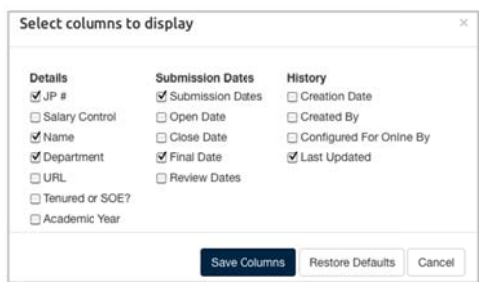 Select columns to display
Details
JP #
Salary Control
Name
Department
URL
Tenured or SOE?
Academic Year
Submission Dates
Submission Dates
Open Date
Close Date
Final Date
Review Dates
History
Creation Date
Created By
Configured For Onlne By
Last Updated
Save Columns
Restore Defaults
Cancel